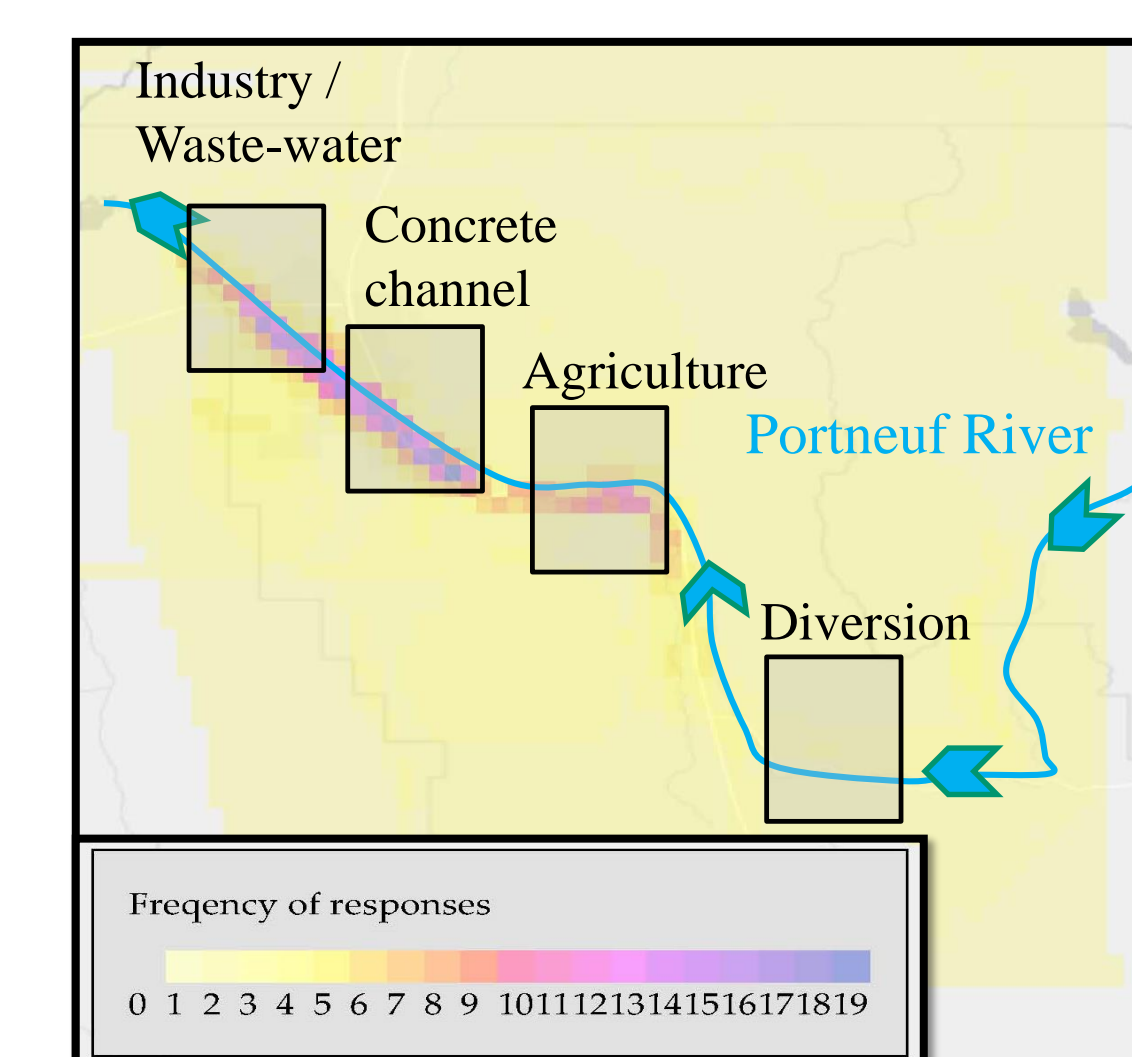 Industry /
Waste-water
Concrete
channel
Agriculture
Portneuf River
Diversion
Freqency of responses
0 1 2 3 4 5 6 7 8 9 10111213141516171819